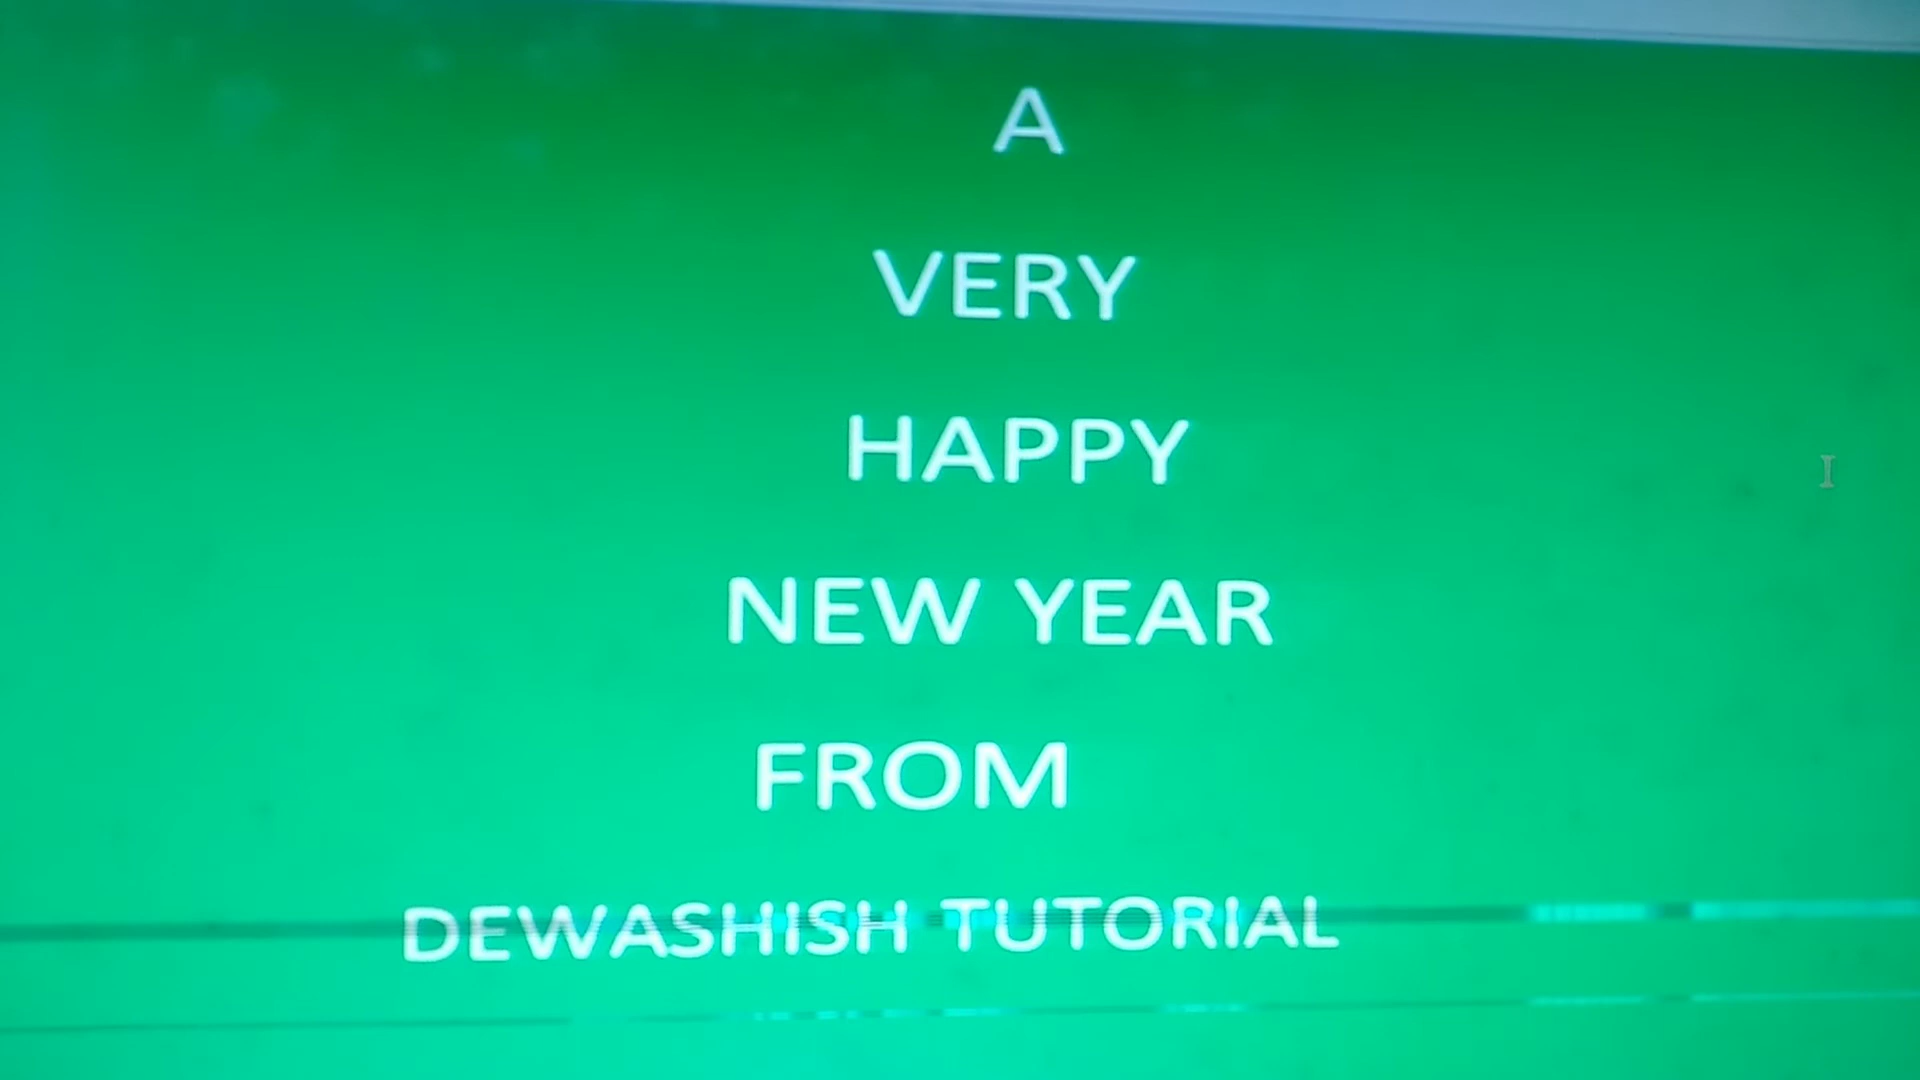 A
VERY
HAPPY
NEW YEAR
FROM
DEWASHISH TUTORIAL